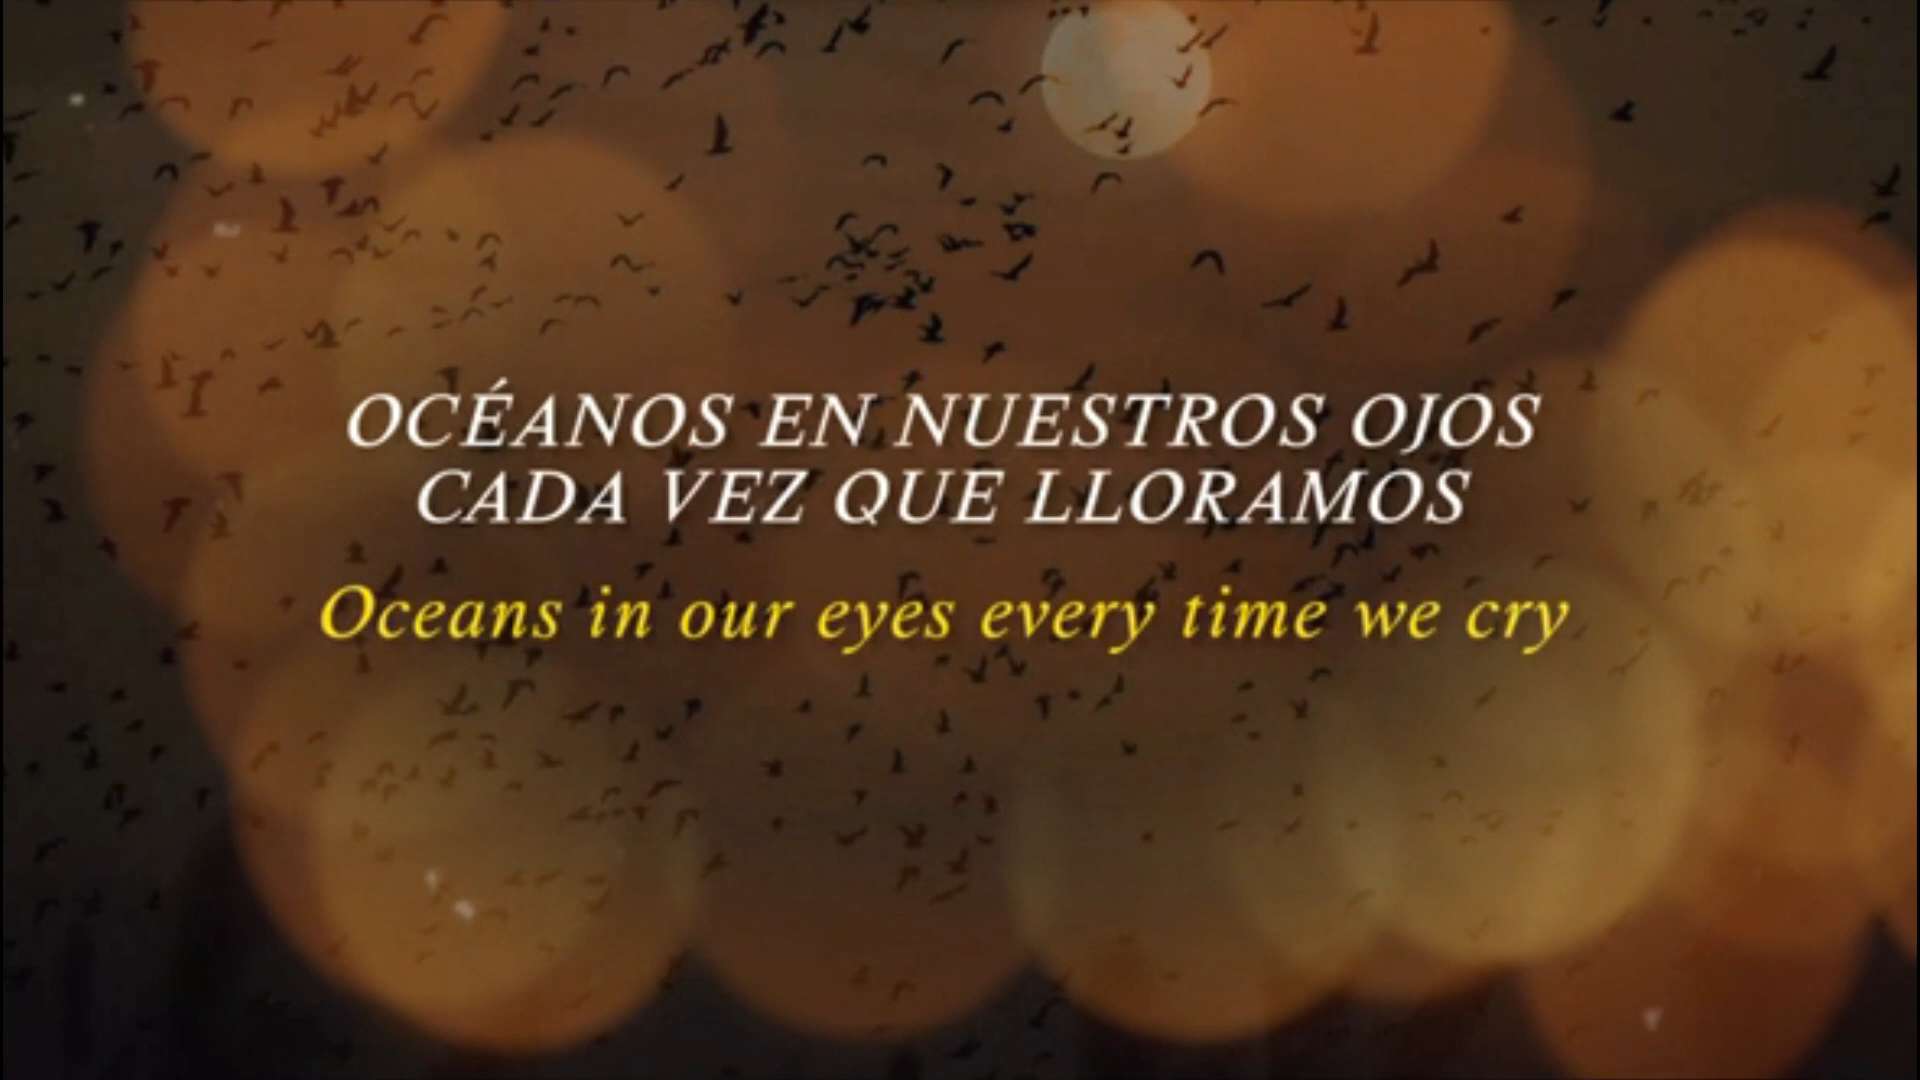 OCÉANOS EN NUESTROS OJOS
CADA VEZ QUE LLORAMOS
Oceans in our eyes every time we cry